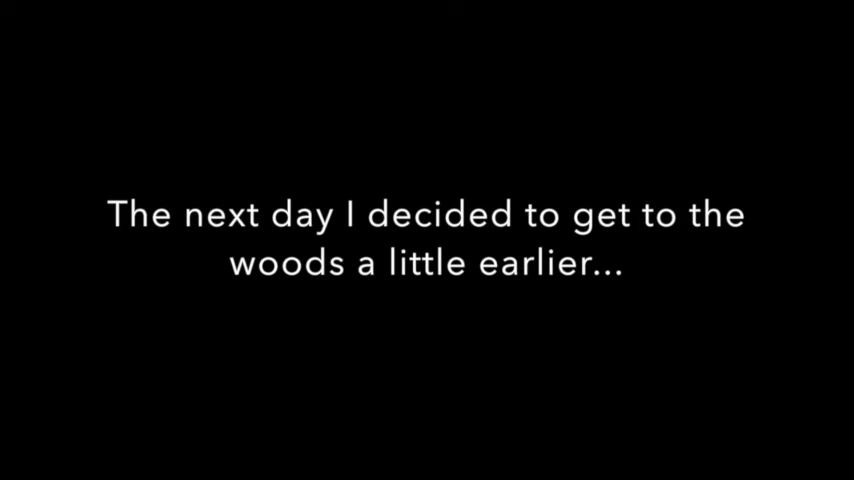 The next day I decided to get to the
woods a little earlier...